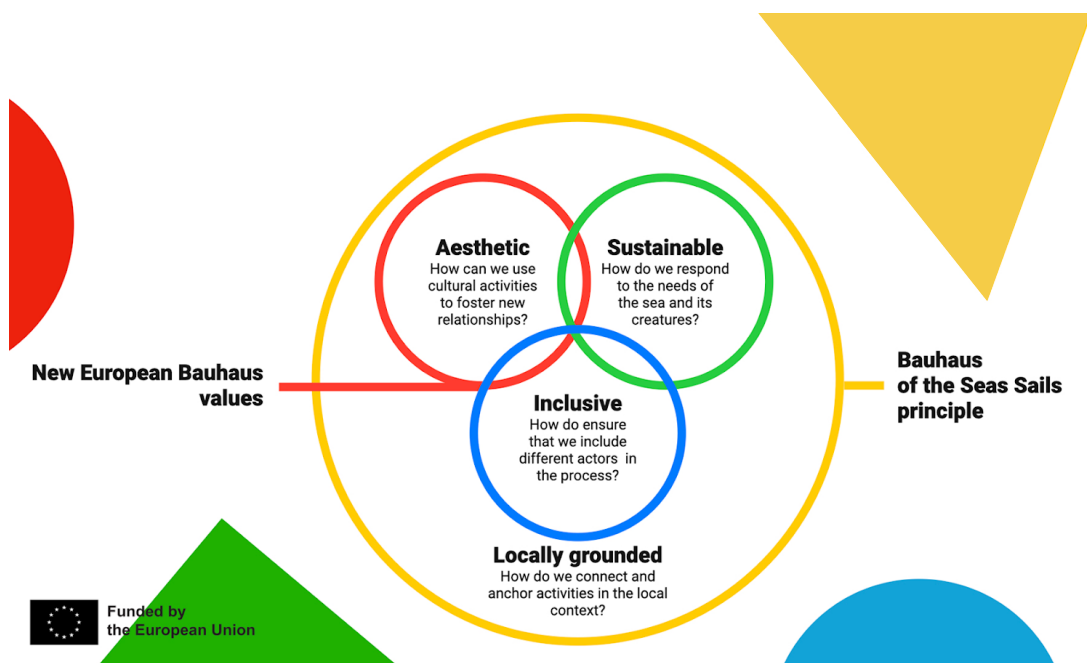 Aesthetic
How can we use
cultural activities
to foster new
relationships?
Sustainable
How do we respond
to the needs of
the sea and its
creatures?
New European Bauhaus
values
Bauhaus
of the Seas Sails
principle
Inclusive
How do ensure
that we include
different actors in
the process?
Locally grounded
How do we connect and
anchor activities in the local
context?
Funded by
the European Union